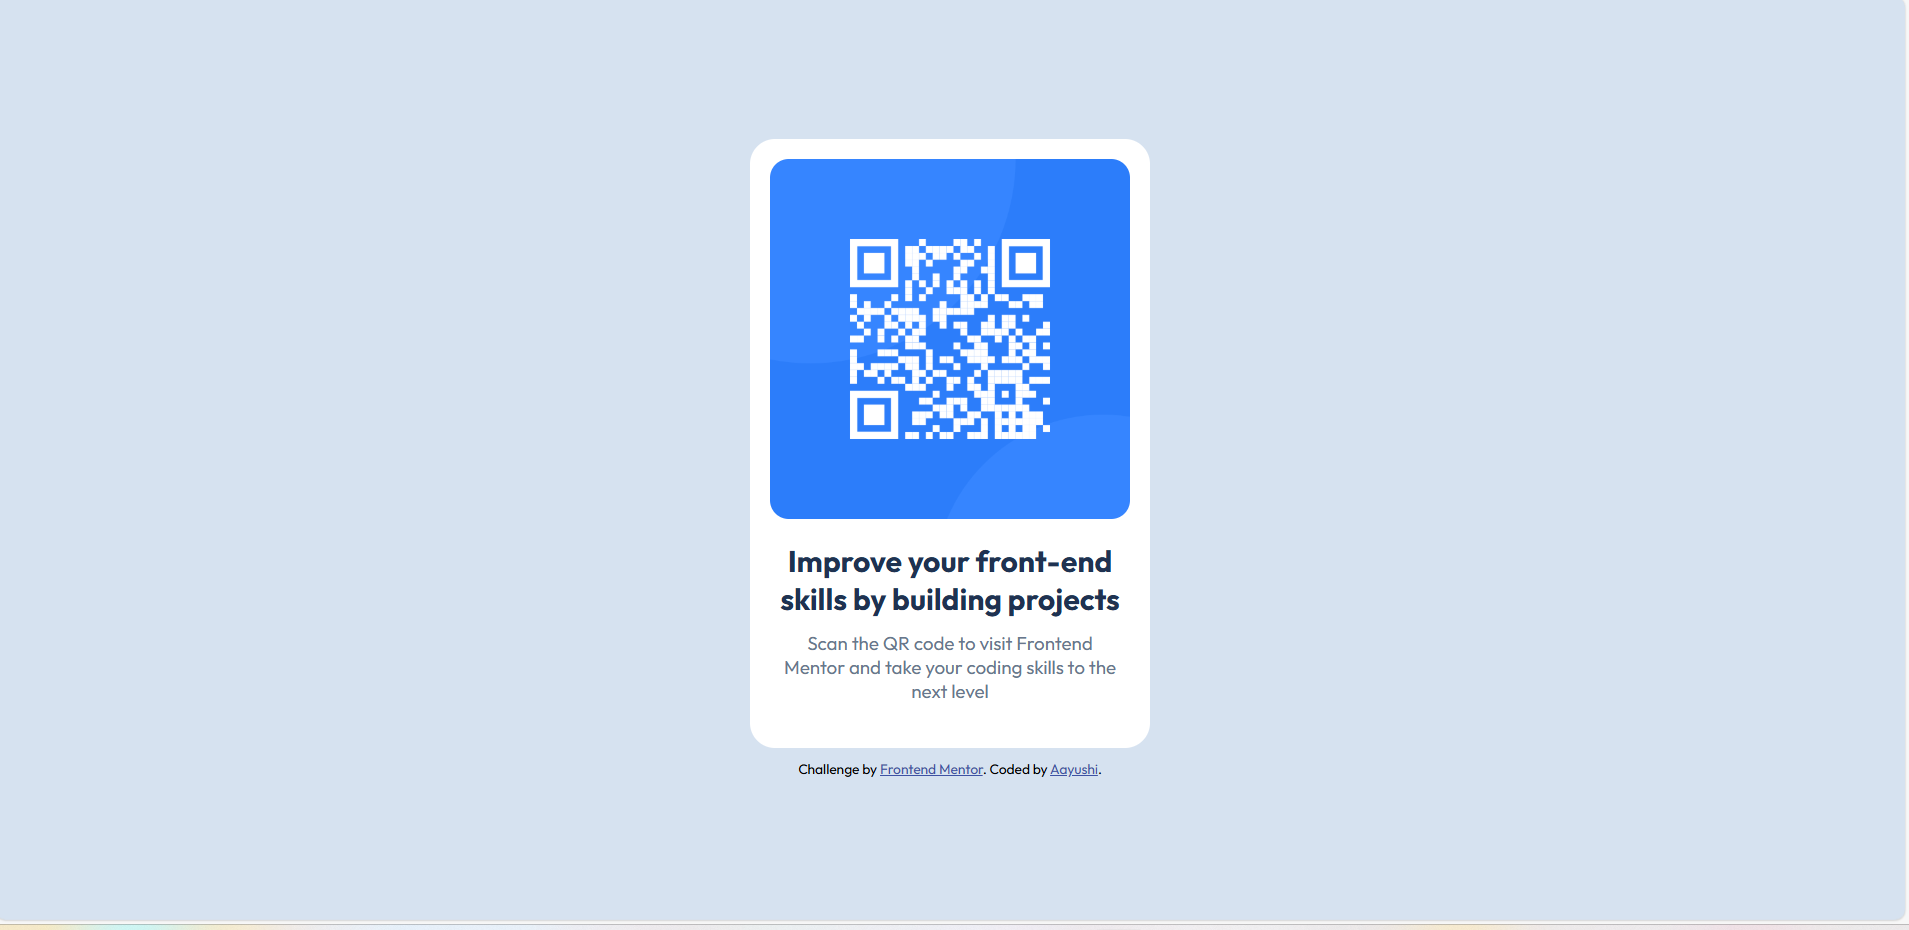 Improve your front-end
skills by building projects
Scan the QR code to visit Frontend
Mentor and take your coding skills to the
next level
Challenge by Frontend Mentor. Coded by Aayushi.